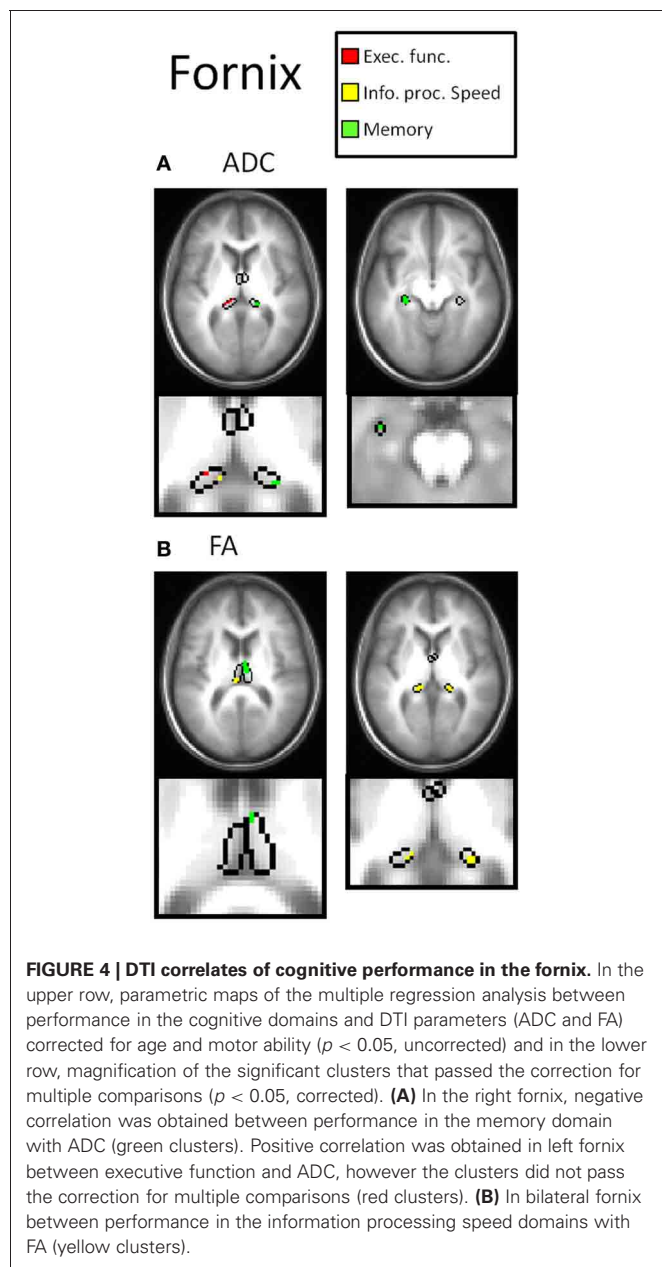 Fornix
Exec. func.
Info. proc. Speed
Memory
A ADC
B FA
FIGURE 4 | DTI correlates of cognitive performance in the fornix. In the
upper row, parametric maps of the multiple regression analysis between
performance in the cognitive domains and DTI parameters (ADC and FA)
corrected for age and motor ability (p < 0.05, uncorrected) and in the lower
row, magnification of the significant clusters that passed the correction for
multiple comparisons (p < 0.05, corrected). (A) In the right fornix, negative
correlation was obtained between performance in the memory domain
with ADC (green clusters). Positive correlation was obtained in left fornix
between executive function and ADC, however the clusters did not pass
the correction for multiple comparisons (red clusters). (B) In bilateral fornix
between performance in the information processing speed domains with
FA (yellow clusters).